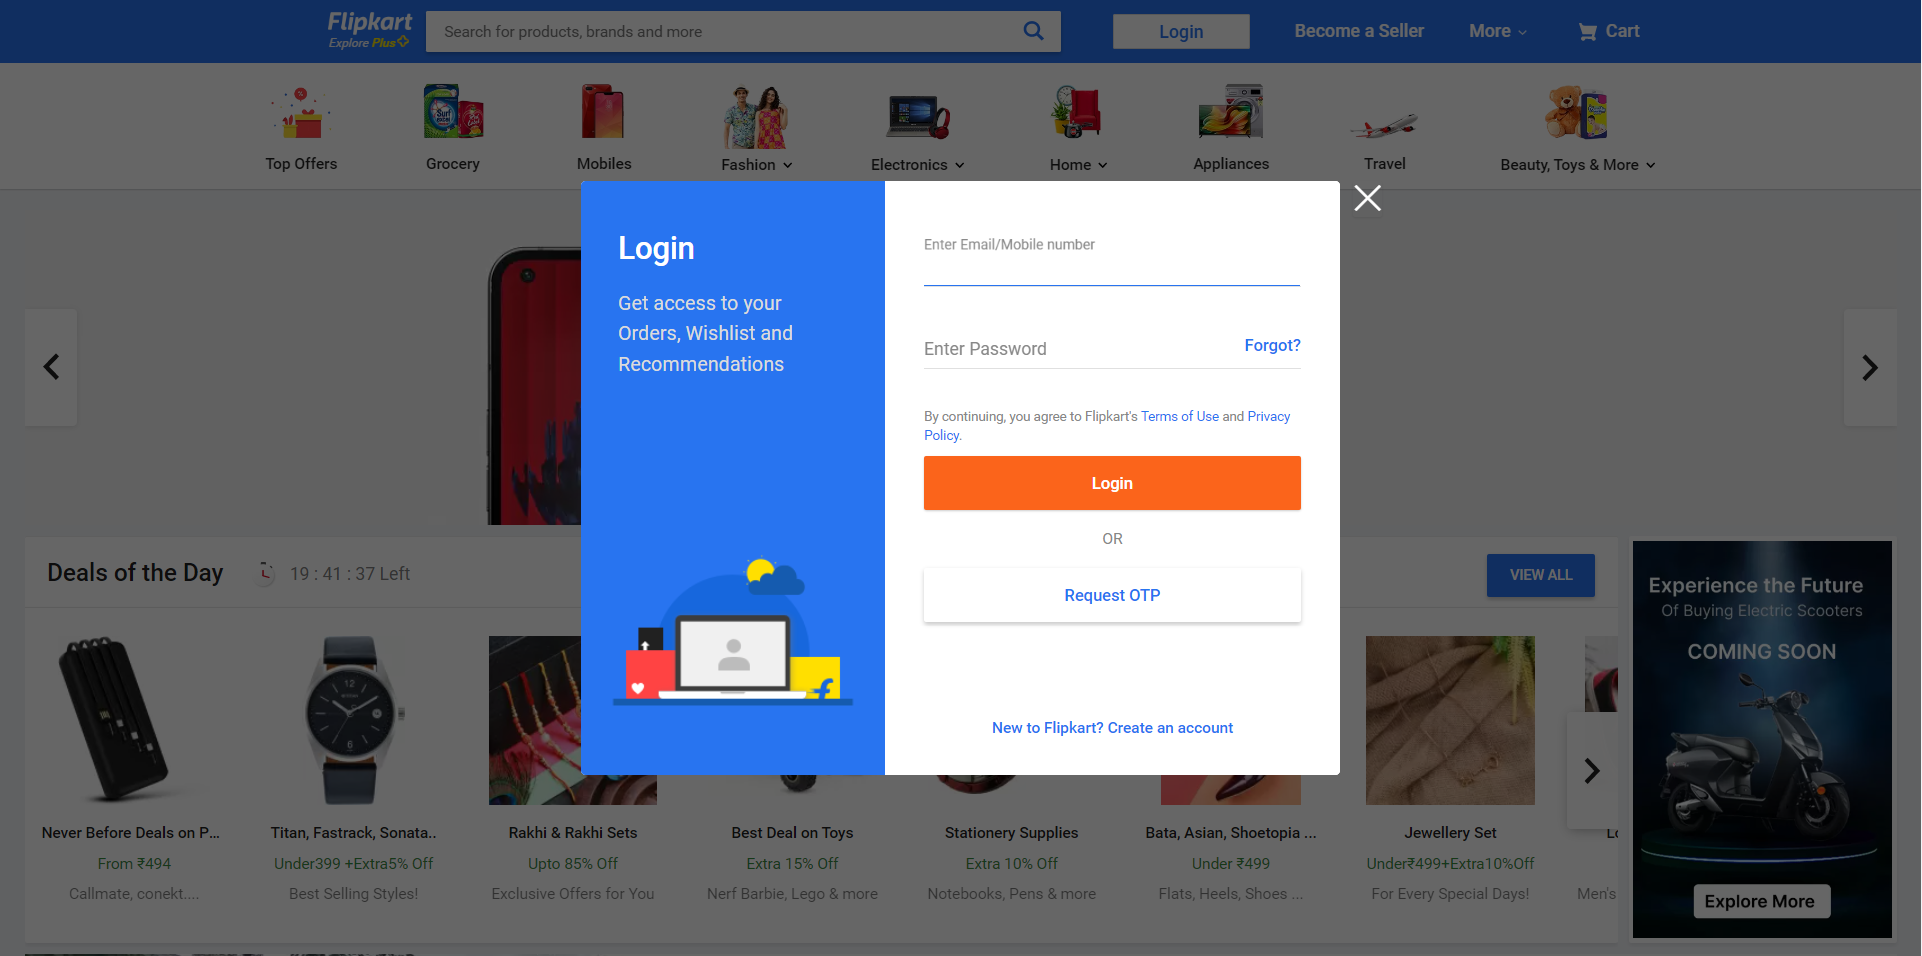 Flipkart
Explore Plus
Search for products, brands and more
Login
Become a Seller
More
Cart
Top Offers
Grocery
Mobiles
Fashion
Electronics
Home
Appliances
Travel
Beauty, Toys & More
Login
Get access to your
Orders, Wishlist and
Recommendations
Enter Email/Mobile number
Enter Password
Forgot?
By continuing, you agree to Flipkart's Terms of Use and Privacy
Policy.
Login
OR
Request OTP
New to Flipkart? Create an account
Deals of the Day
19 : 41 : 37 Left
VIEW ALL
Never Before Deals on P...
From ₹494
Callmate, conekt....
Titan, Fastrack, Sonata..
Under399 +Extra5% Off
Best Selling Styles!
Rakhi & Rakhi Sets
Upto 85% Off
Exclusive Offers for You
Best Deal on Toys
Extra 15% Off
Nerf Barbie, Lego & more
Stationery Supplies
Extra 10% Off
Notebooks, Pens & more
Bata, Asian, Shoetopia ...
Under ₹499
Flats, Heels, Shoes ...
Jewellery Set
Under₹499+Extra10%Off
For Every Special Days!
Men's
Experience the Future
Of Buying Electric Scooters
COMING SOON
Explore More